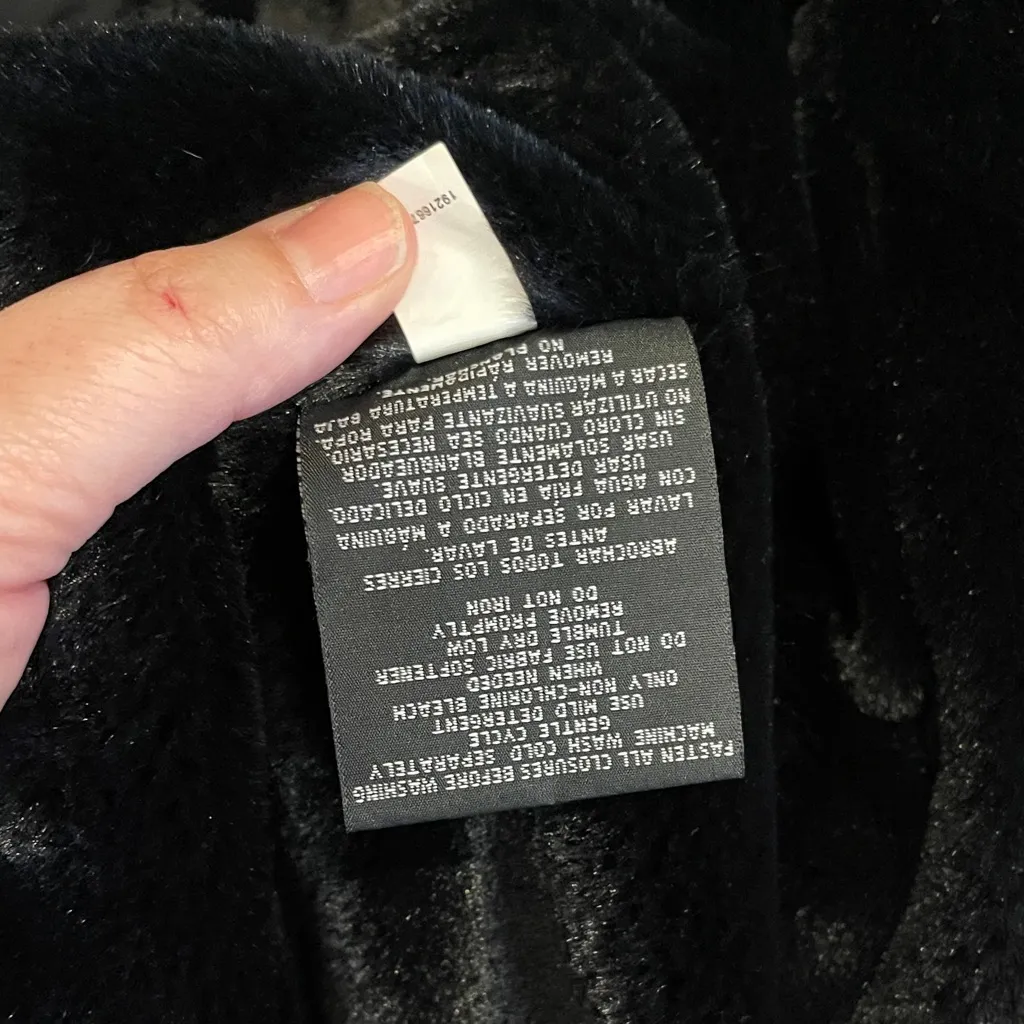 FASTEN ALL CLOSURES BEFORE WASHING
MACHINE WASH COLD SEPARATELY
GENTLE CYCLE
USE MILD DETERGENT
ONLY NON-CHLORINE BLEACH
WHEN NEEDED
DO NOT USE FABRIC SOFTENER
TUMBLE DRY LOW
REMOVE PROMPTLY
DO NOT IRON
ABROCHAR TODOS LOS CIERRES
ANTES DE LAVAR.
LAVAR POR SEPARADO A MÁQUINA
CON AGUA FRÍA EN CICLO DELICADO.
USAR DETERGENTE SUAVE.
USAR SOLAMENTE BLANQUEADOR
SIN CLORO CUANDO SEA NECESARIO
NO UTILIZAR SUAVIZANTE PARA ROPA
SECAR A MÁQUINA A TEMPERATURA BAJA
REMOVER RÁPIDAMENTE.
NO